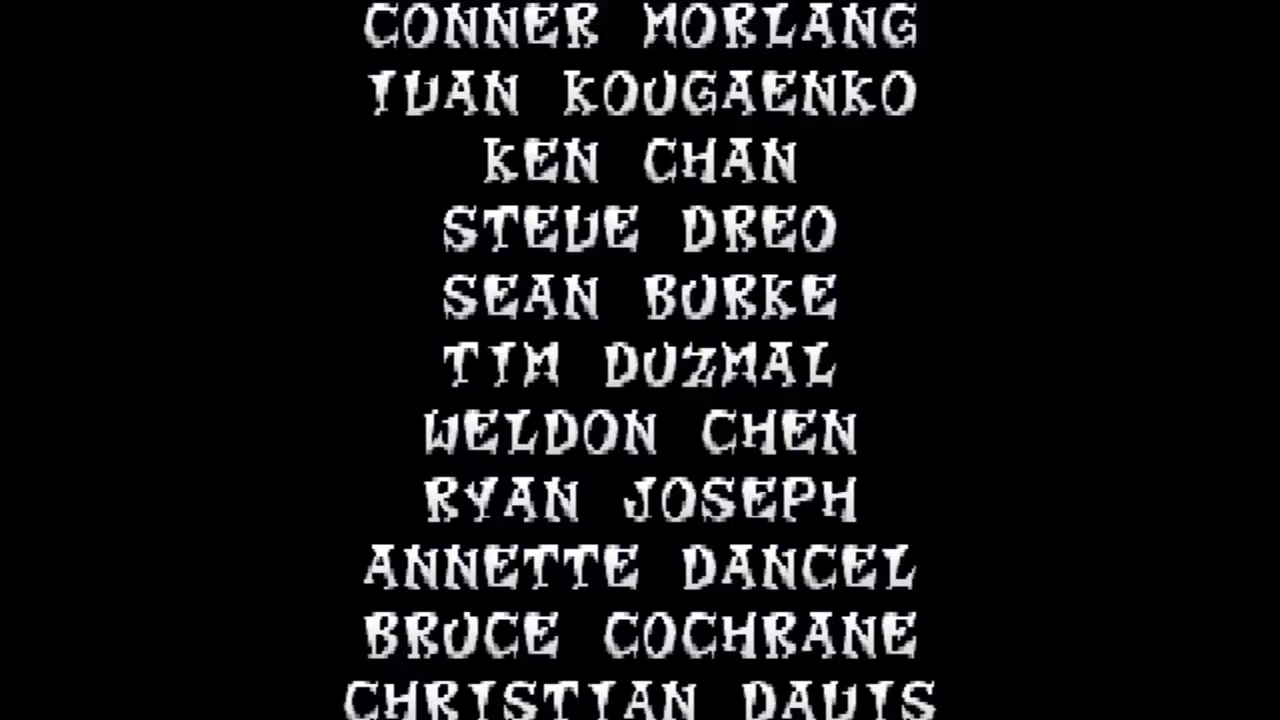 CONNER MORLANG
IVAN KOUGAENKO
KEN CHAN
STEVE DREO
SEAN BURKE
TIM DUZMAL
WELDON CHEN
RYAN JOSEPH
ANNETTE DANCEL
BRUCE COCHRANE
CHRISTIAN DAVIS